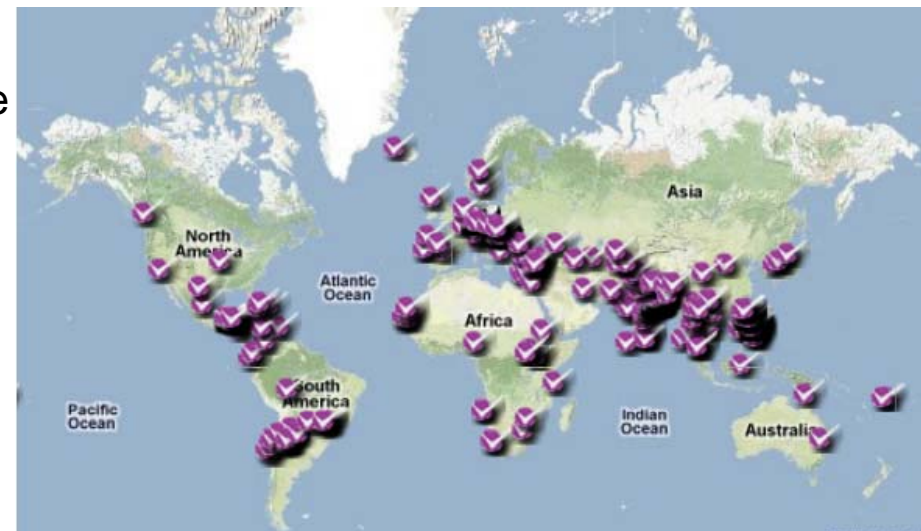 e
Asia
North
America
Atlantic
Ocean
Africa
South
America
Pacific
Ocean
Indian
Ocean
Australia